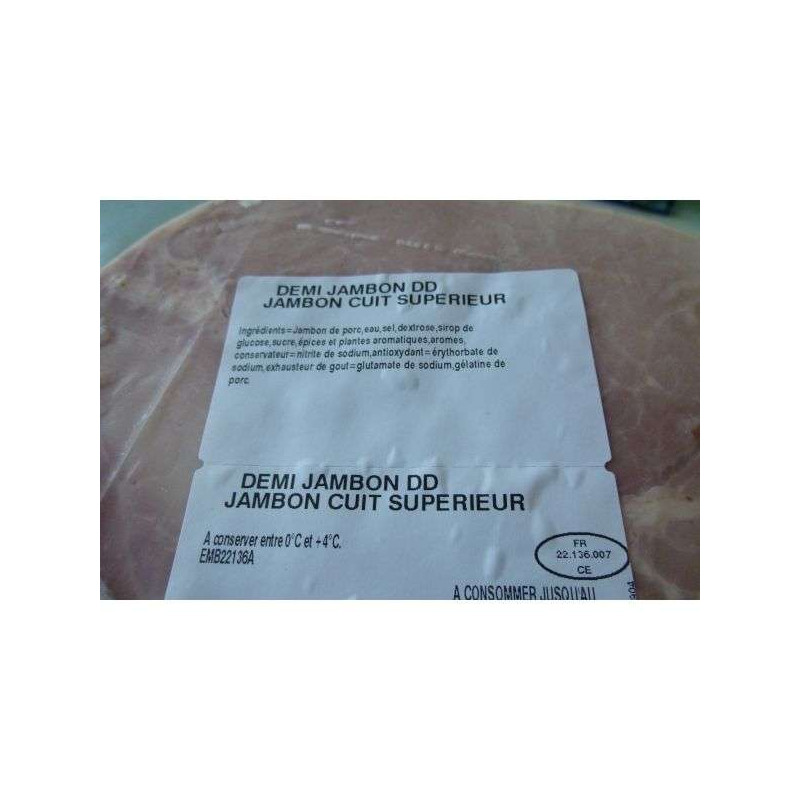 DEMI JAMBON DD
JAMBON CUIT SUPERIEUR
Ingrédients=Jambon de porc,eau,sel,dextrose,sirop de
glucose,sucre,épices et plantes aromatiques,aromes,
conservateur=nitrite de sodium,antioxydant=érythorbate de
sodium,exhausteur de gout=glutamate de sodium,gélatine de
porc.
DEMI JAMBON DD
JAMBON CUIT SUPERIEUR
A conserver entre 0°C et +4°C.
EMB22136A
FR
22.136.007
CE
A CONSOMMER JUSQU'AU